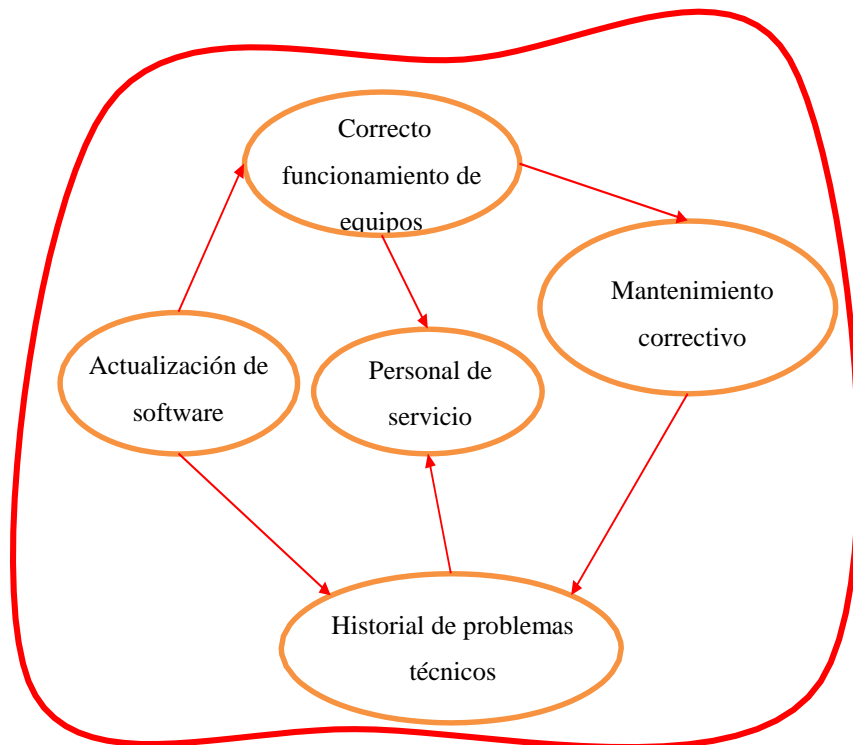 Correcto
funcionamiento de
equipos
Mantenimiento
correctivo
Actualización de
software
Personal de
servicio
Historial de problemas
técnicos